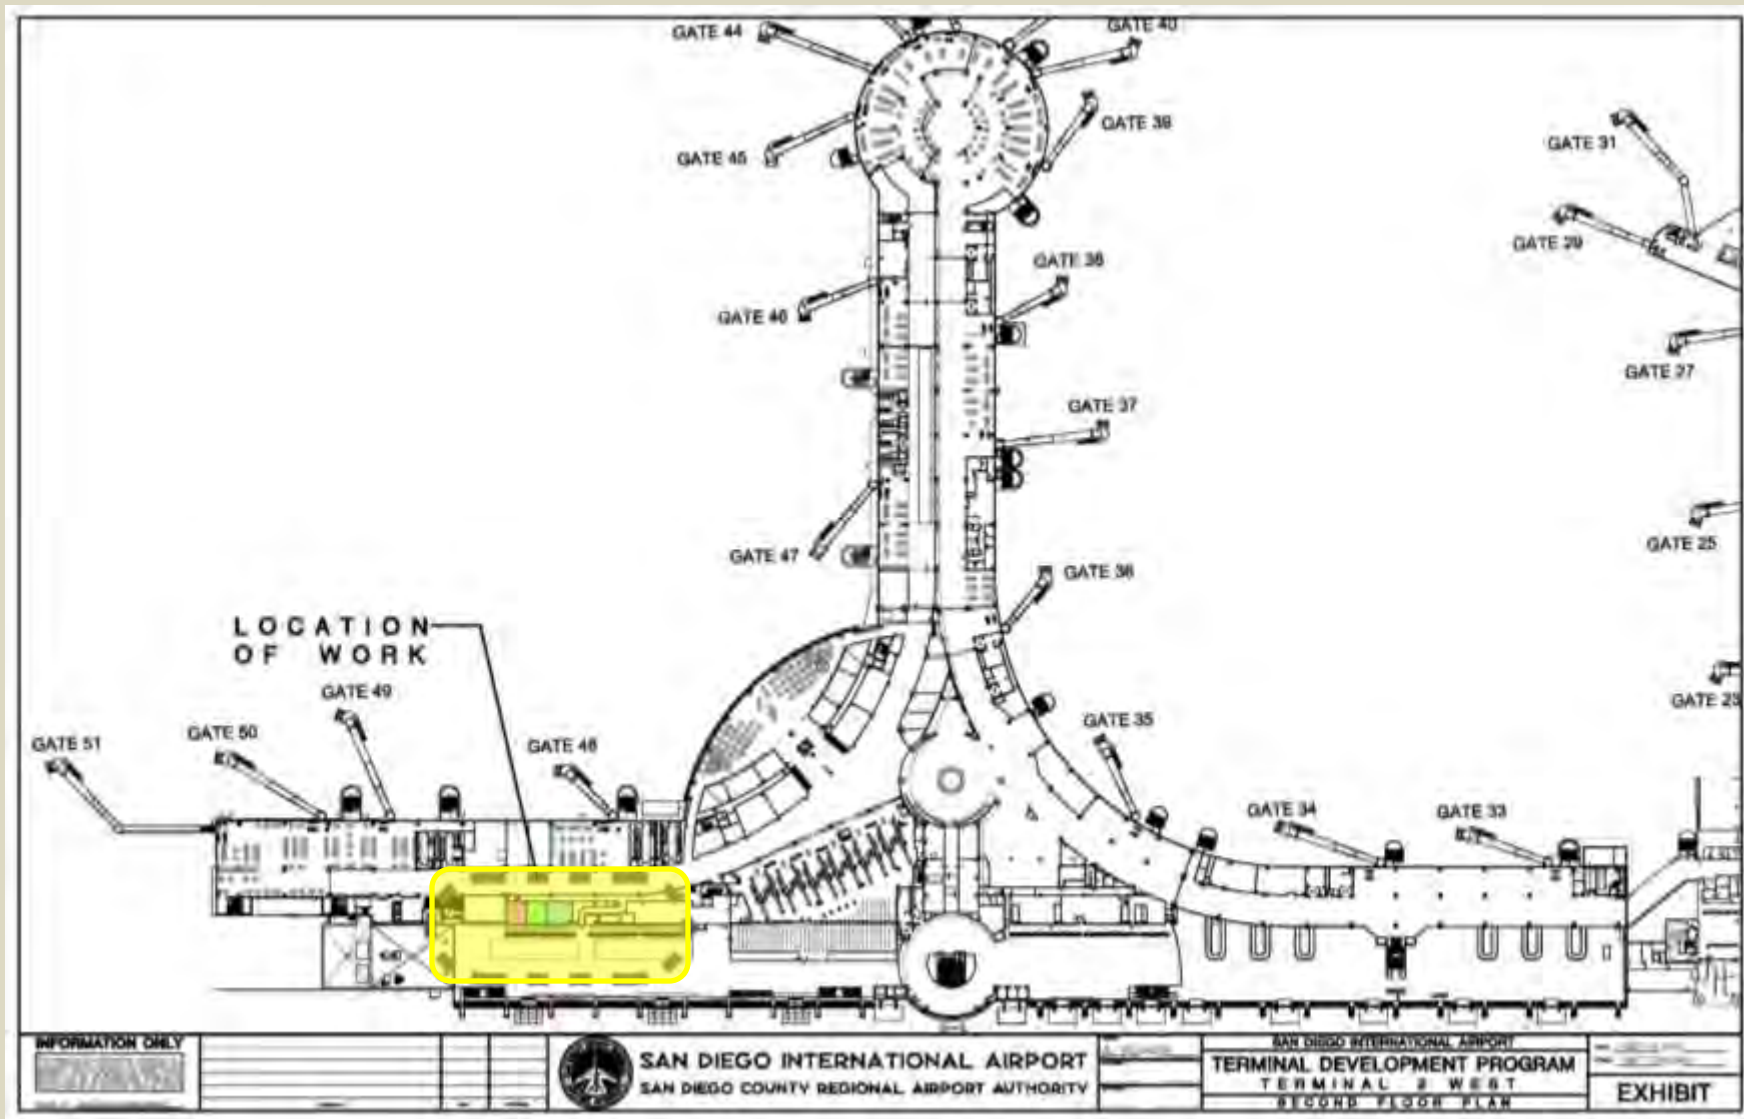 GATE 44
GATE 40
GATE 39
GATE 45
GATE 31
GATE 29
GATE 38
GATE 46
GATE 27
GATE 37
GATE 25
GATE 47
GATE 36
LOCATION
OF WORK
GATE 49
GATE 23
GATE 35
GATE 50
GATE 51
GATE 48
GATE 34
GATE 33
INFORMATION ONLY
SAN DIEGO INTERNATIONAL AIRPORT
SAN DIEGO COUNTY REGIONAL AIRPORT AUTHORITY
SAN DIEGO INTERNATIONAL AIRPORT
TERMINAL DEVELOPMENT PROGRAM
TERMINAL 2 WEST
SECOND FLOOR PLAN
EXHIBIT